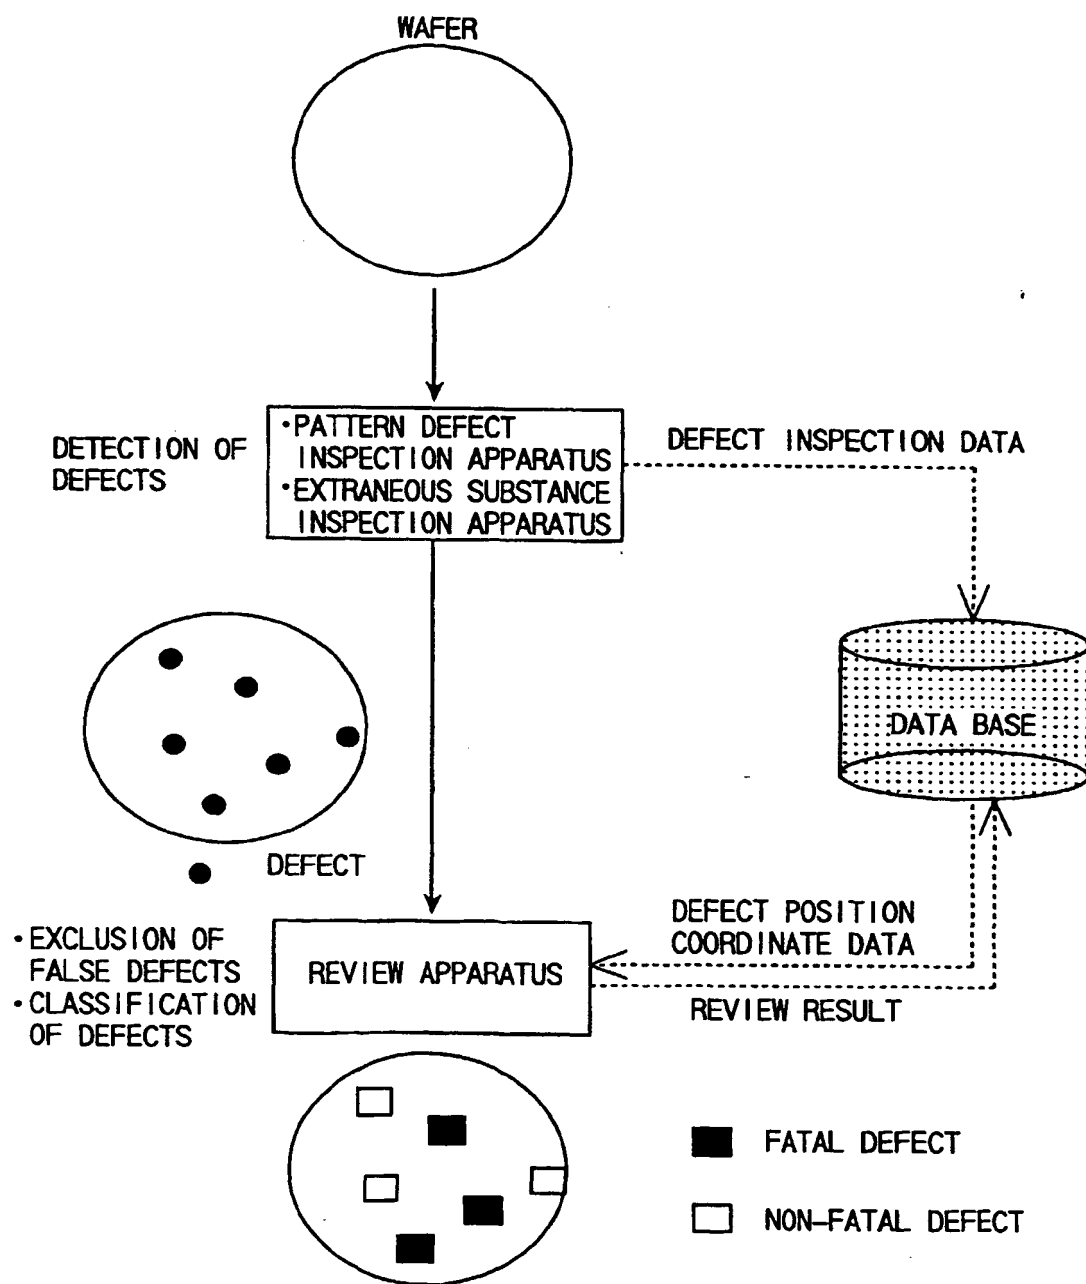 WAFER
DETECTION OF
DEFECTS
・PATTERN DEFECT
INSPECTION APPARATUS
・EXTRANEOUS SUBSTANCE
INSPECTION APPARATUS
DEFECT INSPECTION DATA
DATA BASE
DEFECT
・EXCLUSION OF
FALSE DEFECTS
・CLASSIFICATION
OF DEFECTS
REVIEW APPARATUS
DEFECT POSITION
COORDINATE DATA
REVIEW RESULT
FATAL DEFECT
NON-FATAL DEFECT